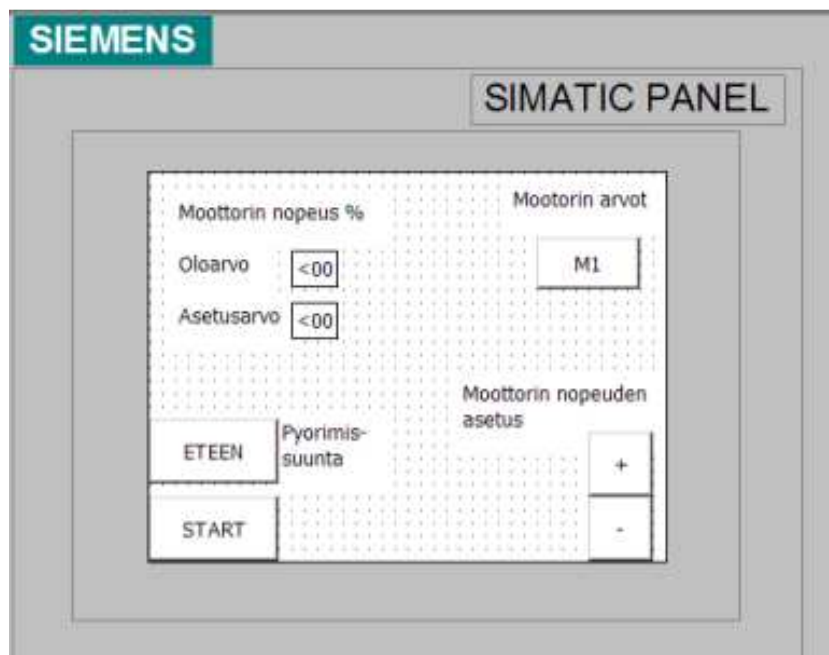 SIEMENS
SIMATIC PANEL
Moottorin nopeus %
Mootorin arvot
Oloarvo
<00
M1
Asetusarvo
<00
Moottorin nopeuden
asetus
ETEEN
Pyorimis-
suunta
+
START
-